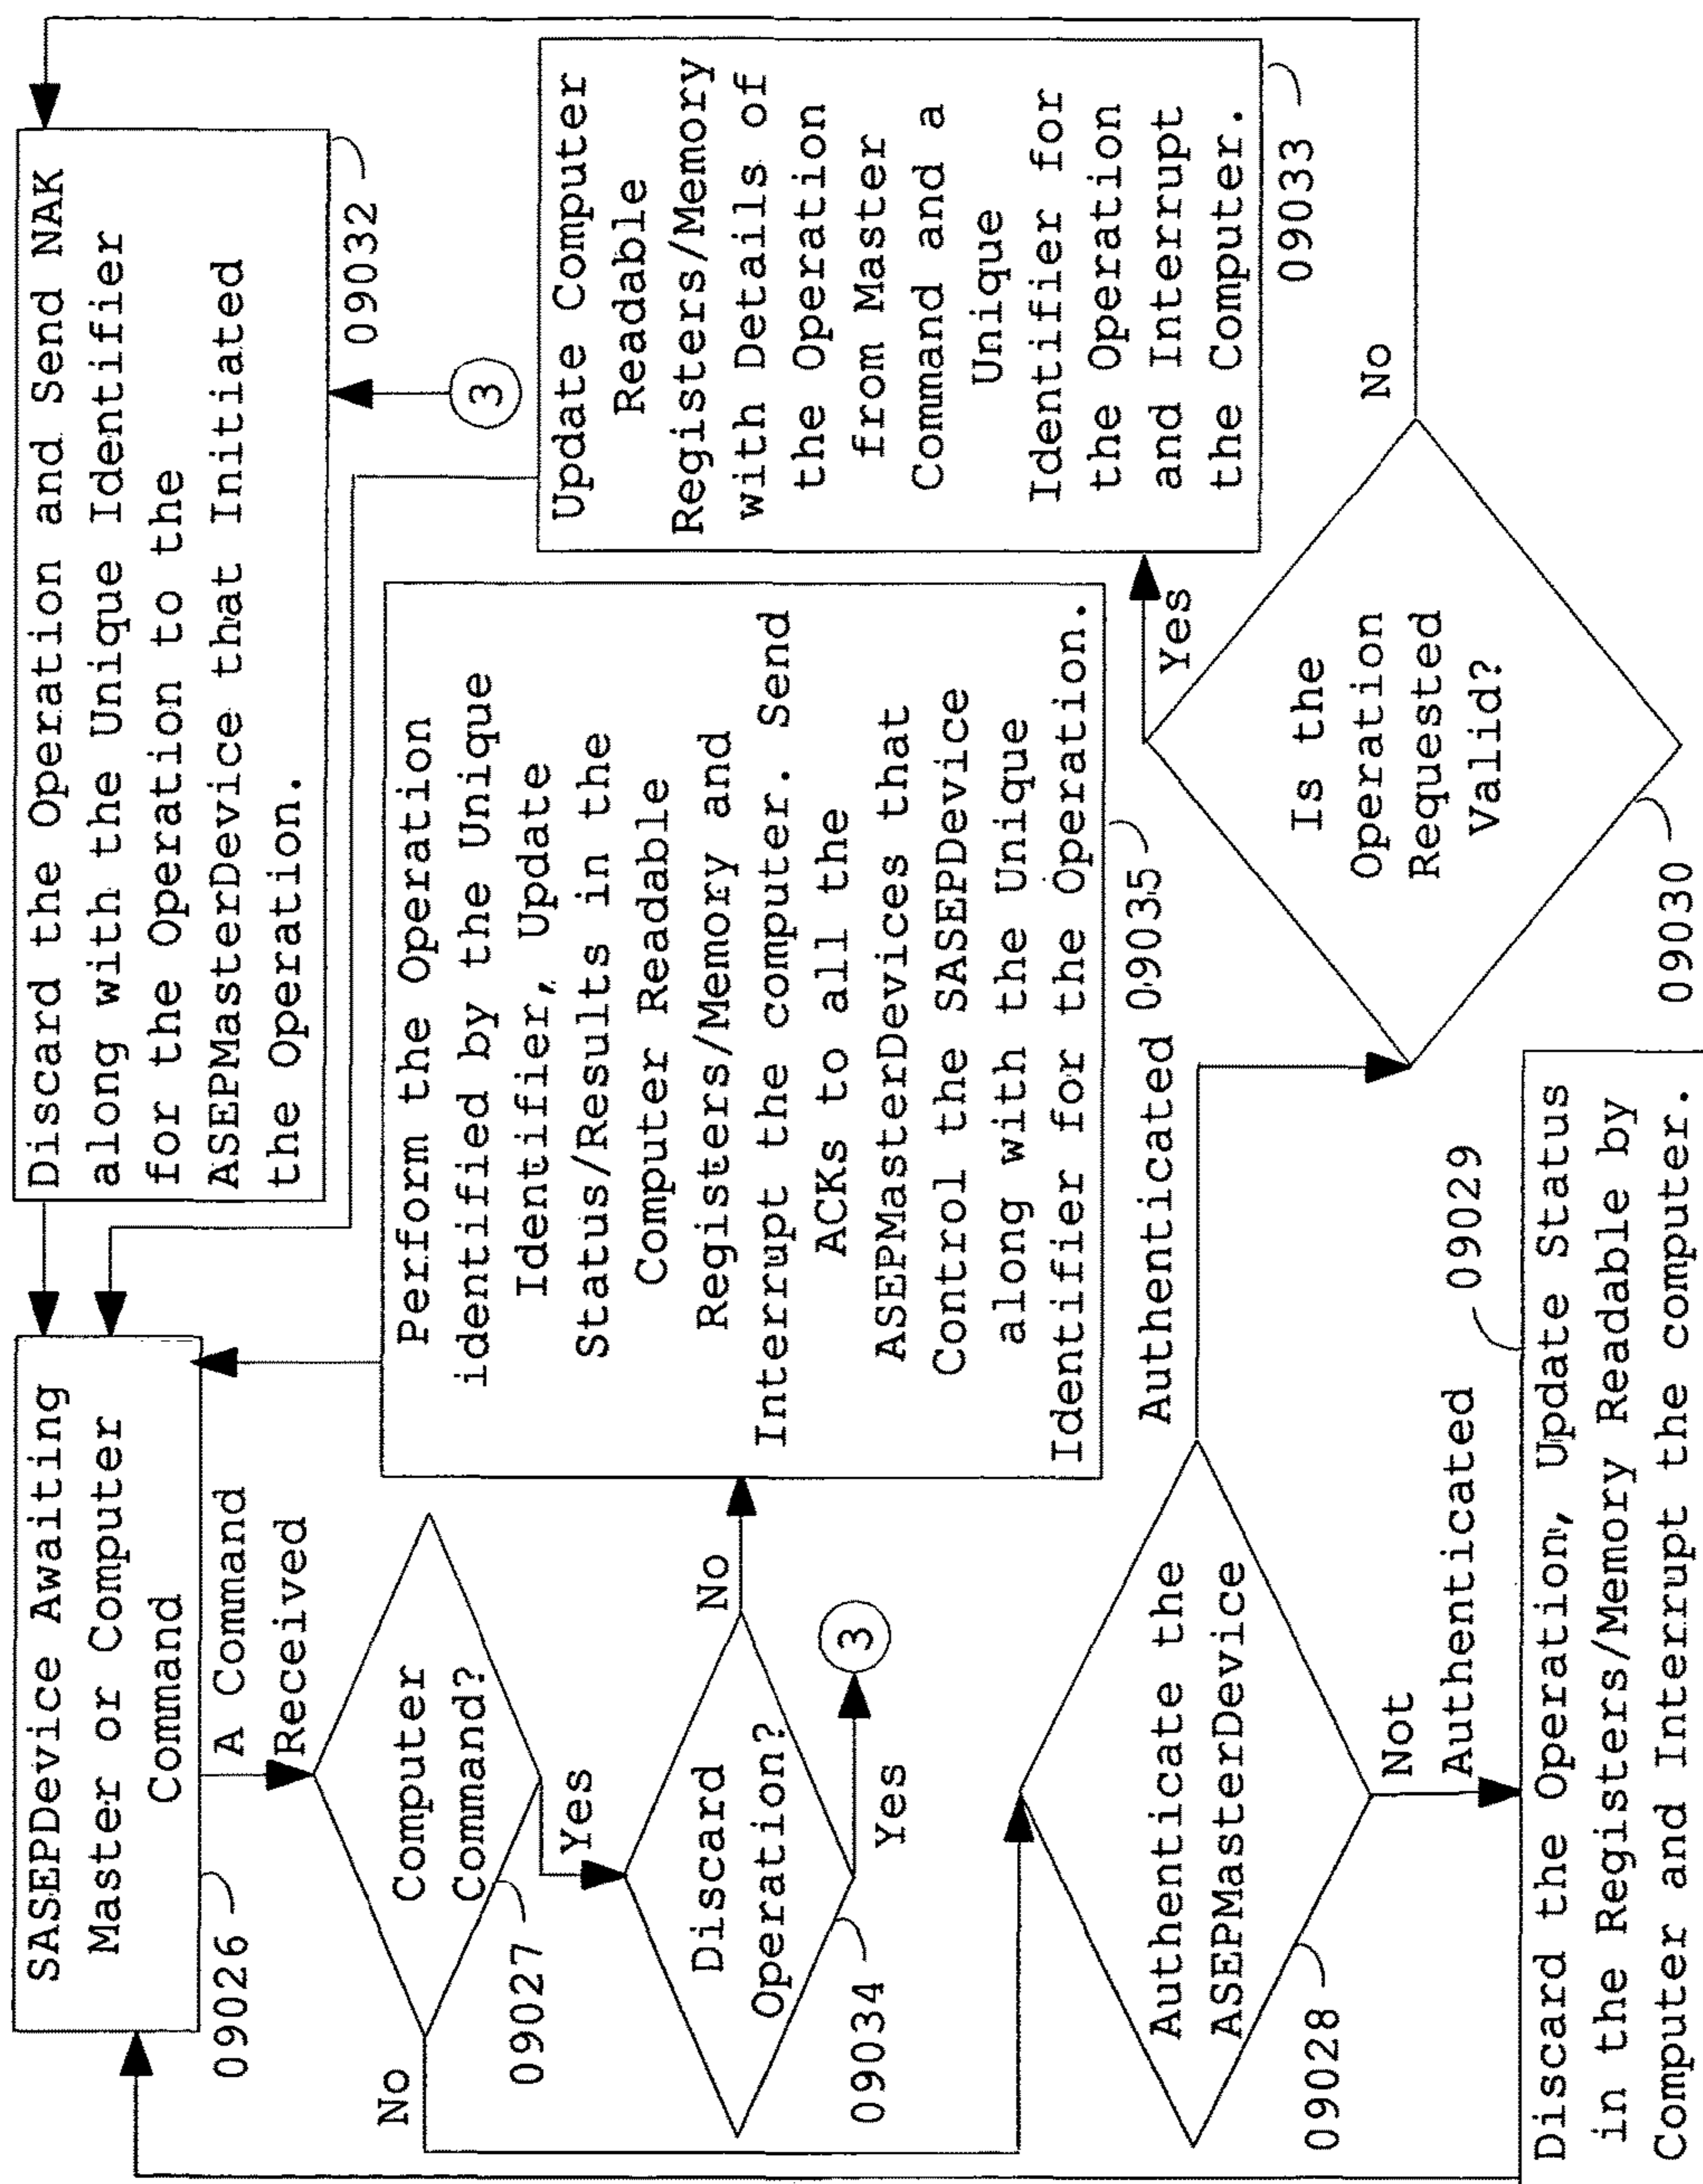 SASEPDevice Awaiting
Master or Computer
Command
09026
A Command
Received
Computer
Command?
09027
No
Yes
Discard
Operation?
09034
No
Yes
3
Perform the Operation
identified by the Unique
Identifier, Update
Status/Results in the
Computer Readable
Registers/Memory and
Interrupt the computer. Send
ACKs to all the
ASEPMasterDevices that
Control the SASEPDevice
along with the Unique
Identifier for the Operation.
09035
Discard the Operation and Send NAK
along with the Unique Identifier
for the Operation to the
ASEPMasterDevice that Initiated
the Operation.
09032
3
Update Computer
Readable
Registers/Memory
with Details of
the Operation
from Master
Command and a
Unique
Identifier for
the Operation
and Interrupt
the Computer.
09033
Authenticate the
ASEPMasterDevice
09028
Authenticated
Not
Authenticated
Is the
Operation
Requested
Valid?
09030
Yes
No
09029
Discard the Operation, Update Status
in the Registers/Memory Readable by
Computer and Interrupt the computer.